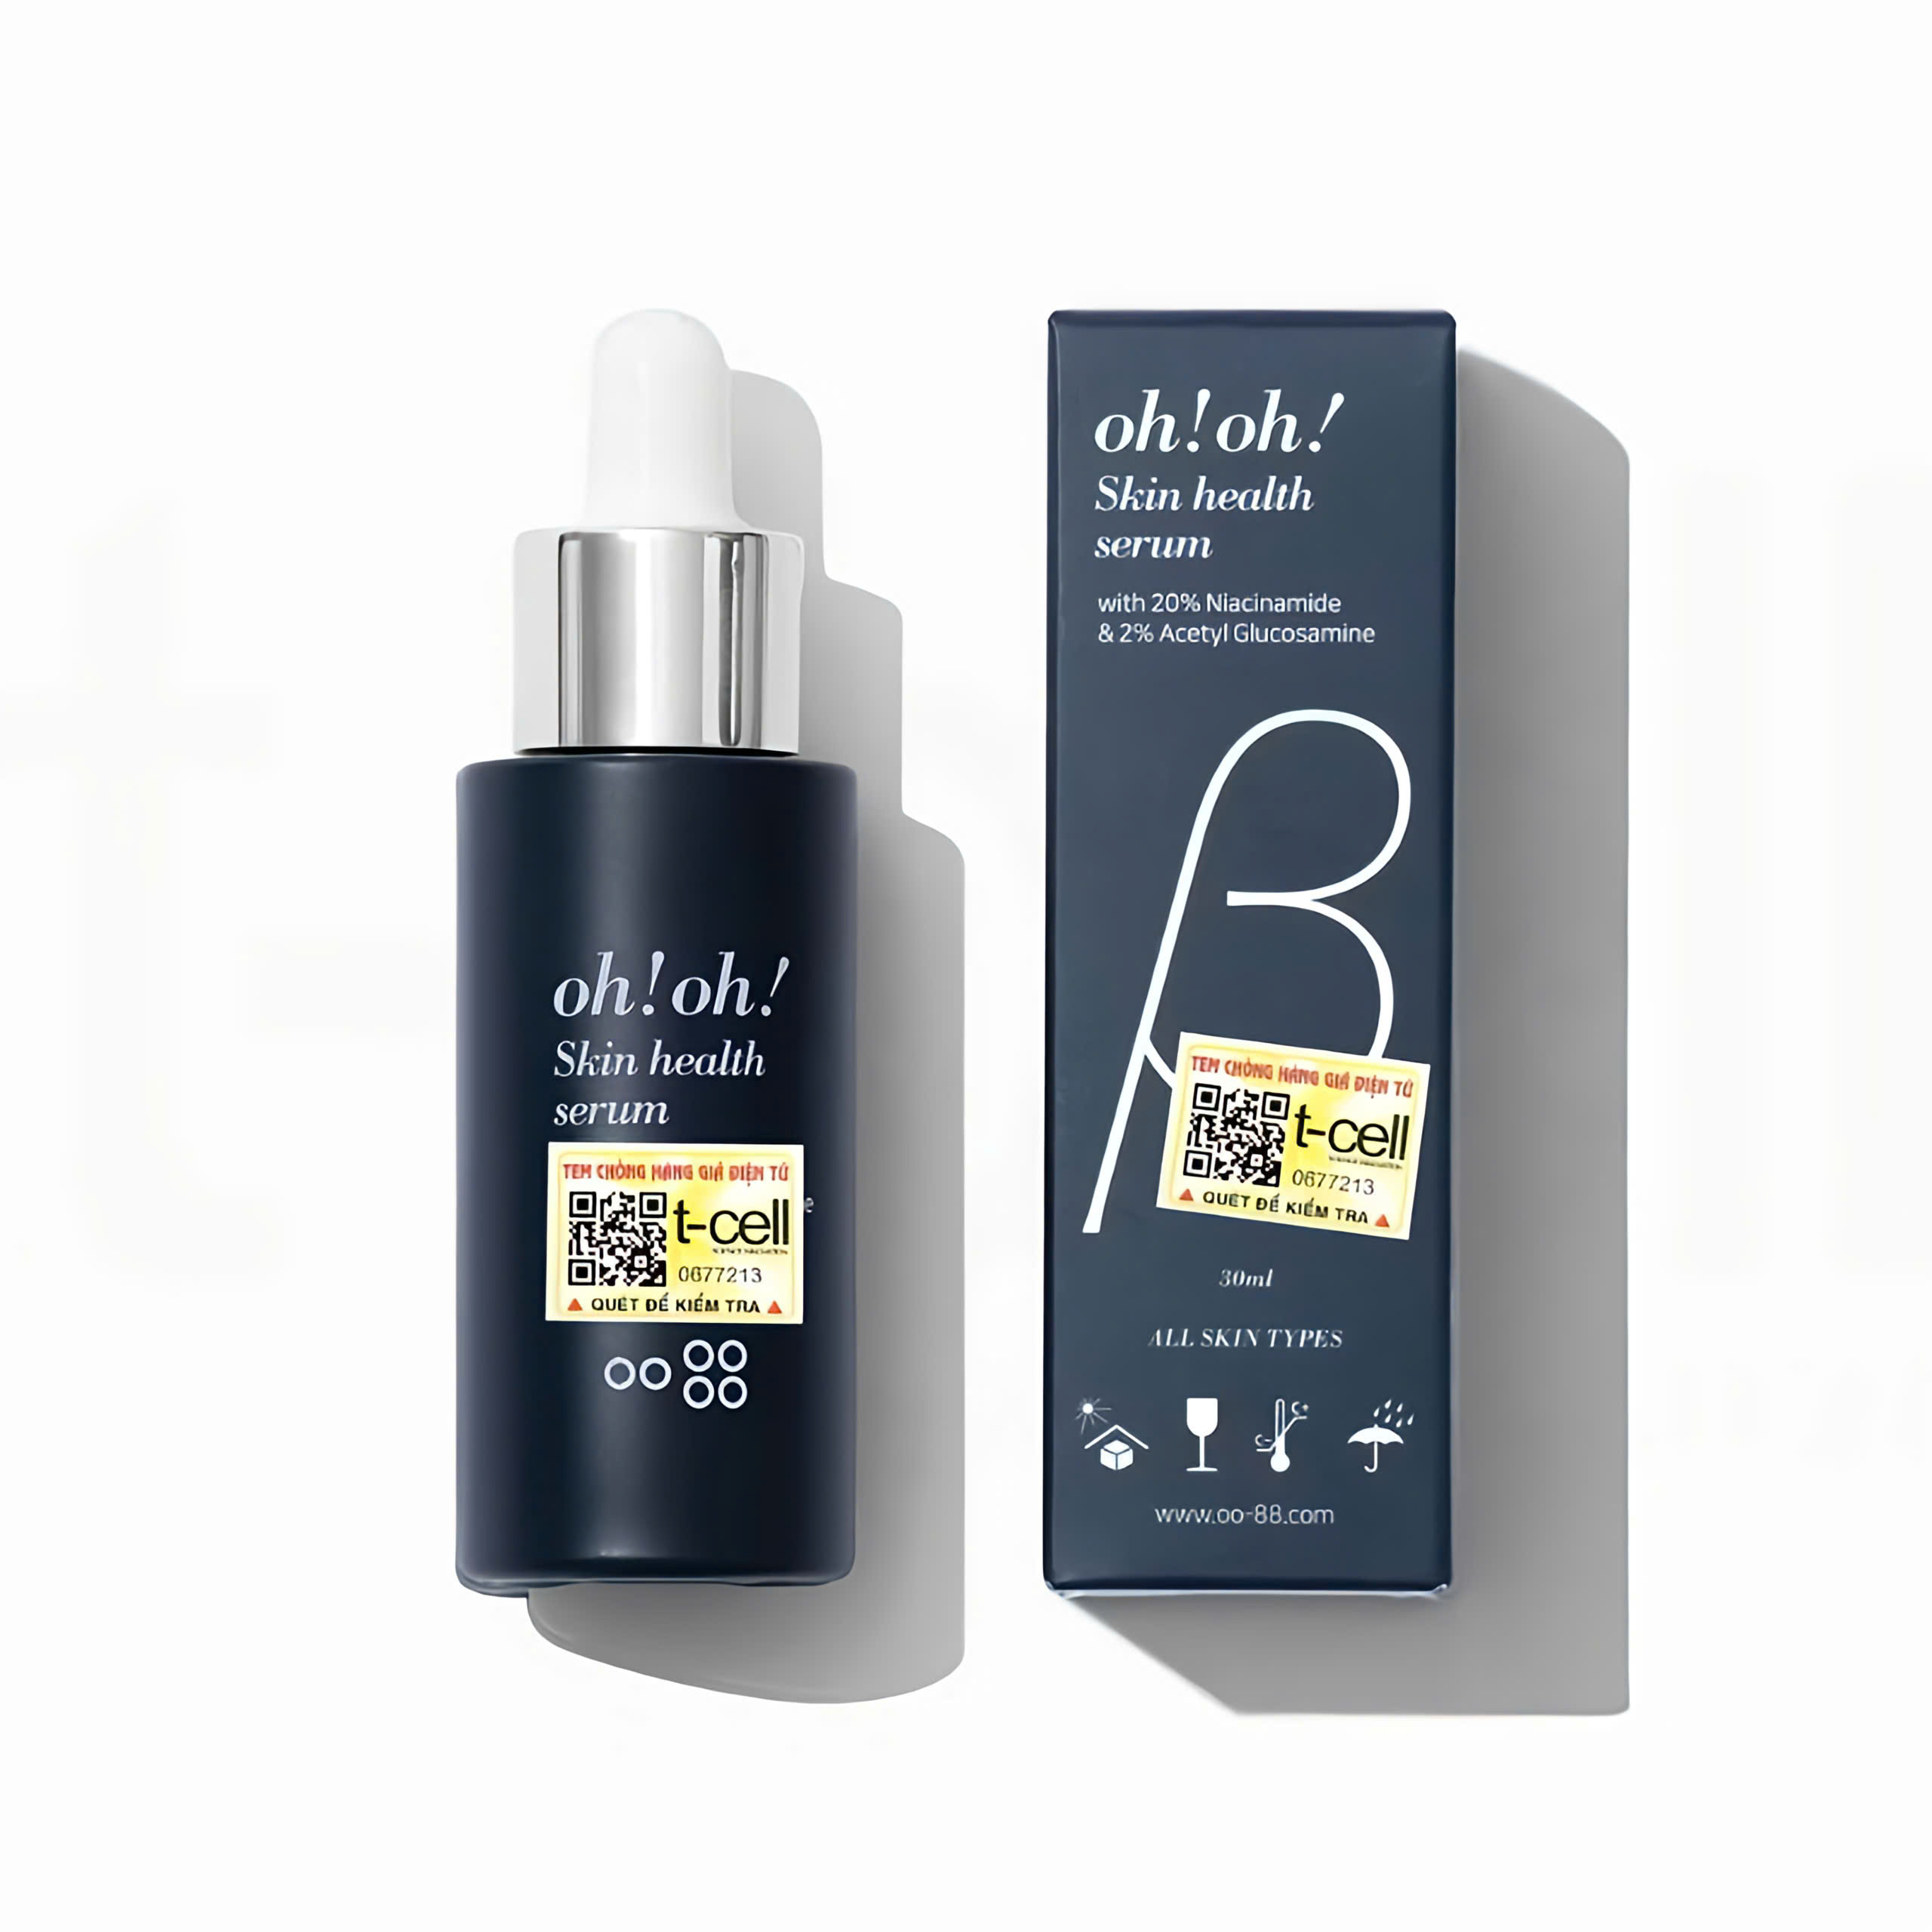 oh!oh!
Skin health
serum
TEM CHỐNG HÀNG GIẢ ĐIỆN TỬ
t-cell
0677213
QUÉT ĐỂ KIỂM TRA
oo88
oh!oh!
Skin health
serum
with 20% Niacinamide
& 2% Acetyl Glucosamine
β
TEM CHỐNG HÀNG GIẢ ĐIỆN TỬ
t-cell
0677213
QUÉT ĐỂ KIỂM TRA
30ml
ALL SKIN TYPES
C+
C-
www.oo-88.com